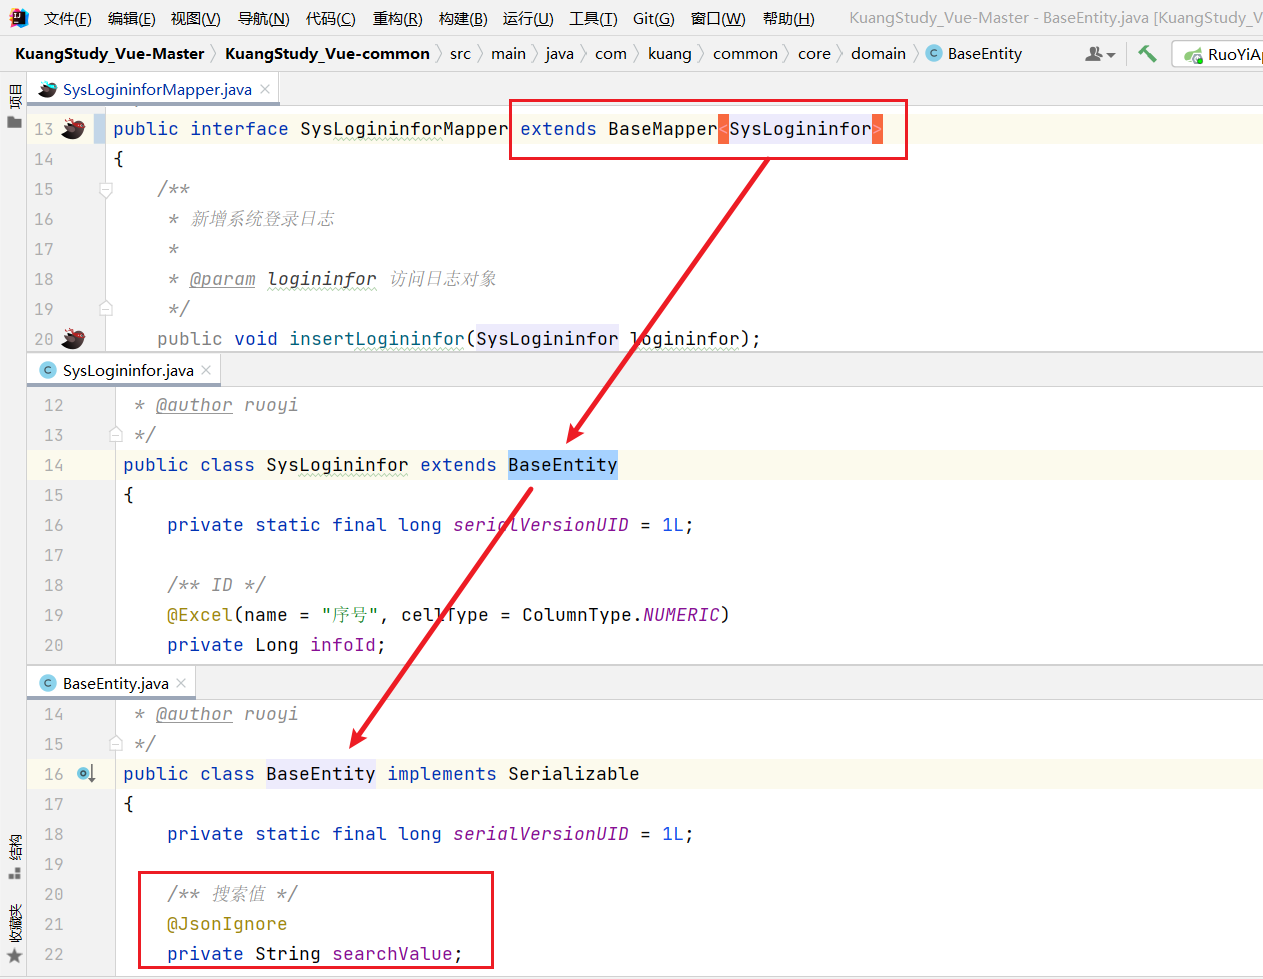 文件(F) 编辑(E) 视图(V) 导航(N) 代码(C) 重构(R) 构建(B) 运行(U) 工具(T) Git(G) 窗口(W) 帮助(H) KuangStudy_Vue-Master - BaseEntity.java [KuangStudy_V
KuangStudy_Vue-Master KuangStudy_Vue-common src main java com kuang common core domain BaseEntity RuoYiAp
项目
SysLogininforMapper.java
13 public interface SysLogininforMapper extends BaseMapper<SysLogininfor>
14 {
15 /**
16 * 新增系统登录日志
17 *
18 * @param logininfor 访问日志对象
19 */
20 public void insertLogininfor(SysLogininfor logininfor);
SysLogininfor.java
12 * @author ruoyi
13 */
14 public class SysLogininfor extends BaseEntity
15 {
16 private static final long serialVersionUID = 1L;
17
18 /** ID */
19 @Excel(name = "序号", cellType = ColumnType.NUMERIC)
20 private Long infoId;
BaseEntity.java
14 * @author ruoyi
15 */
16 public class BaseEntity implements Serializable
17 {
18 private static final long serialVersionUID = 1L;
19
20 /** 搜索值 */
21 @JsonIgnore
22 private String searchValue;
结构
收藏夹